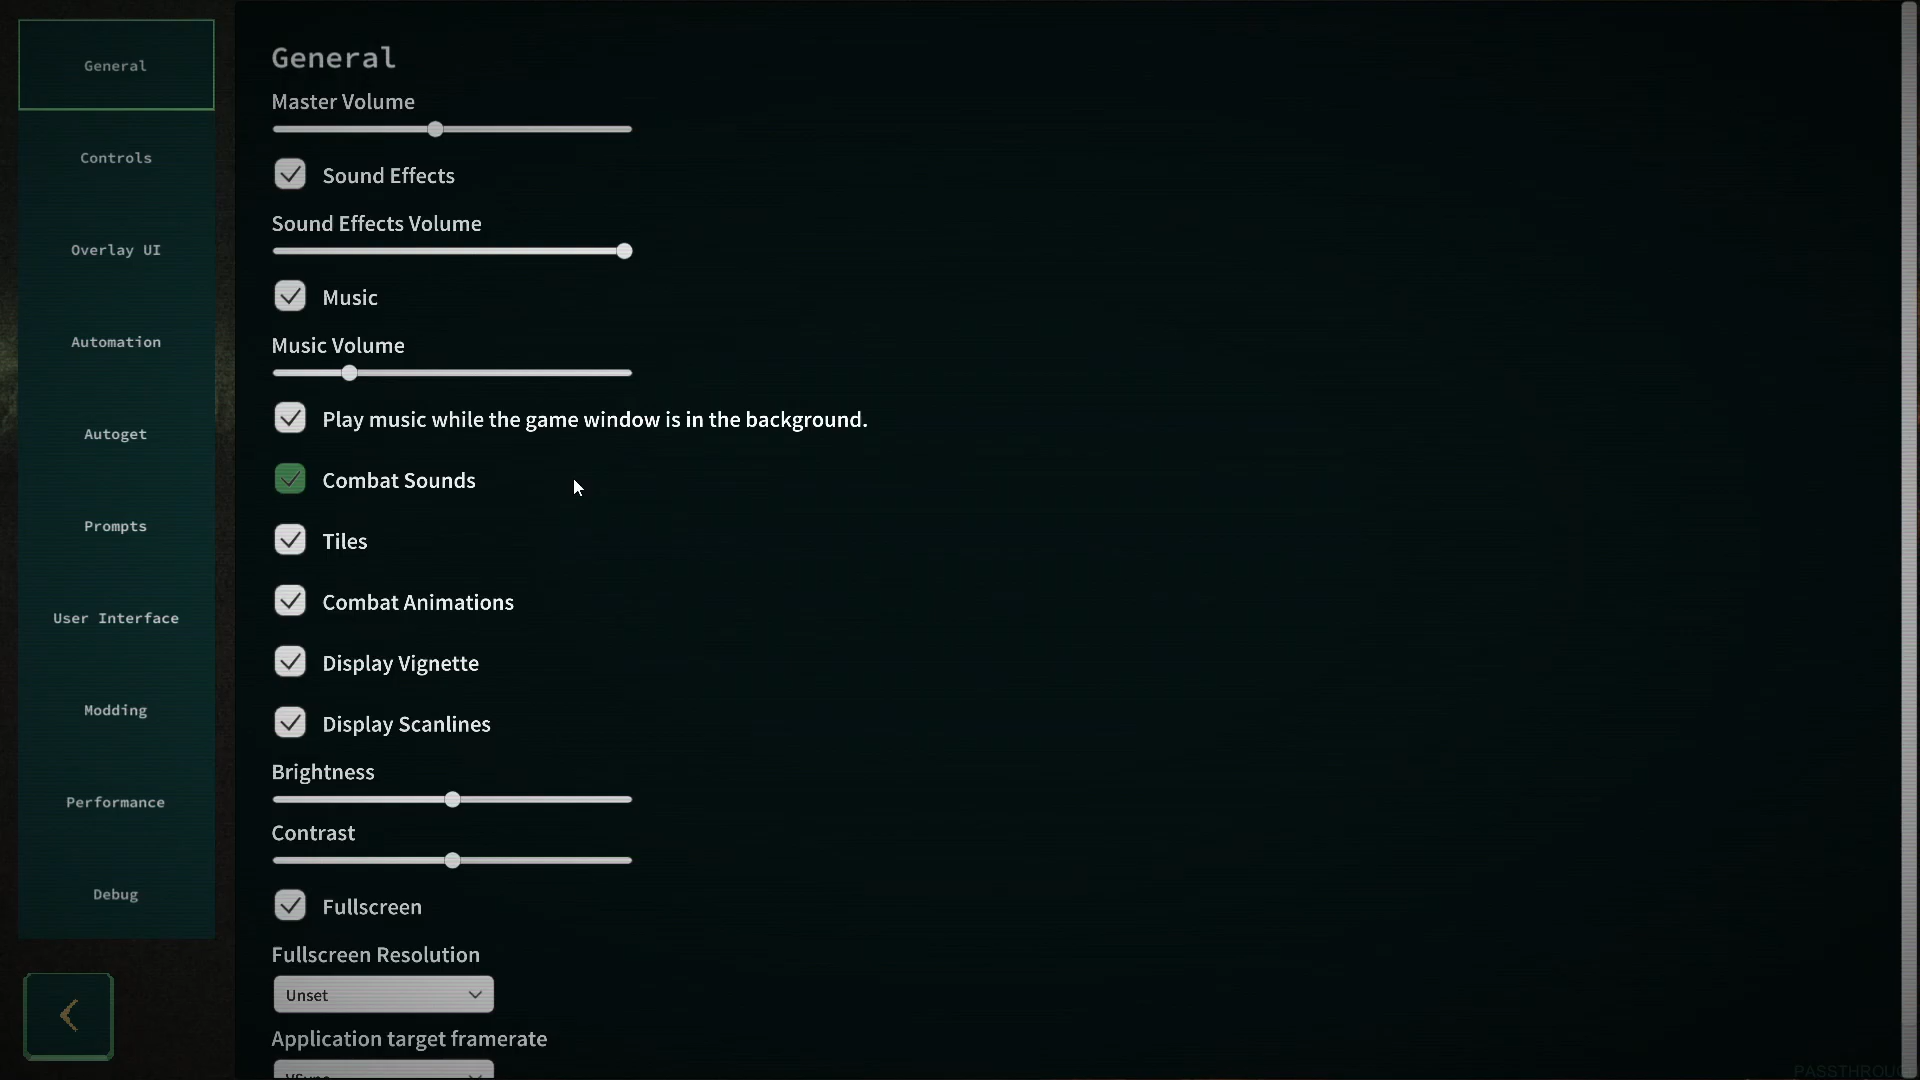 General
Controls
Overlay UI
Automation
Autoget
Prompts
User Interface
Modding
Performance
Debug
General
Master Volume
Sound Effects
Sound Effects Volume
Music
Music Volume
Play music while the game window is in the background.
Combat Sounds
Tiles
Combat Animations
Display Vignette
Display Scanlines
Brightness
Contrast
Fullscreen
Fullscreen Resolution
Unset
Application target framerate
VSync